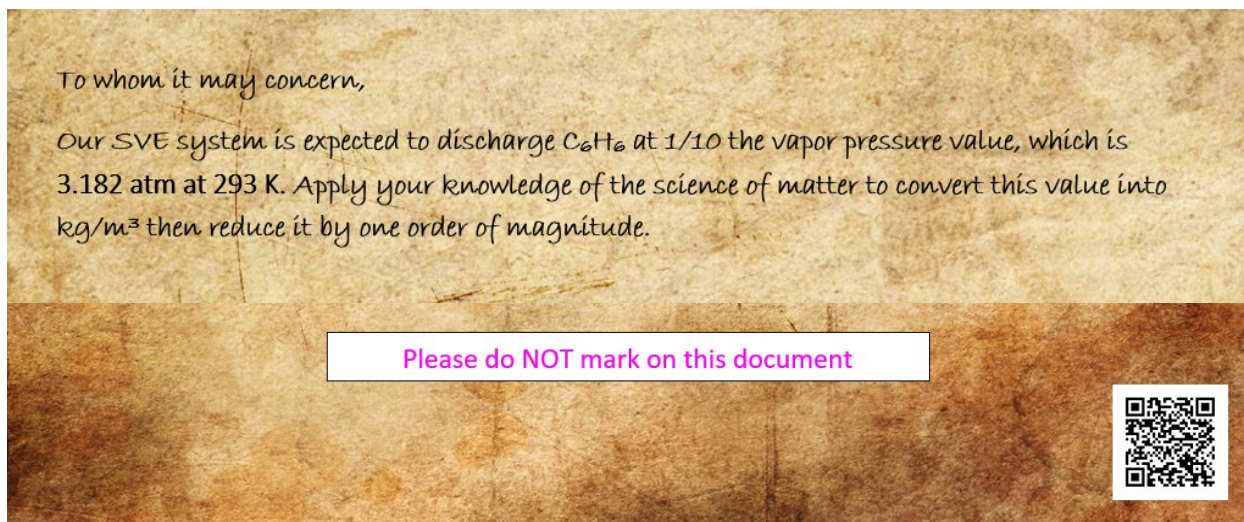 To whom it may concern,
Our SVE system is expected to discharge C₆H₆ at 1/10 the vapor pressure value, which is
3.182 atm at 293 K. Apply your knowledge of the science of matter to convert this value into
kg/m³ then reduce it by one order of magnitude.
Please do NOT mark on this document